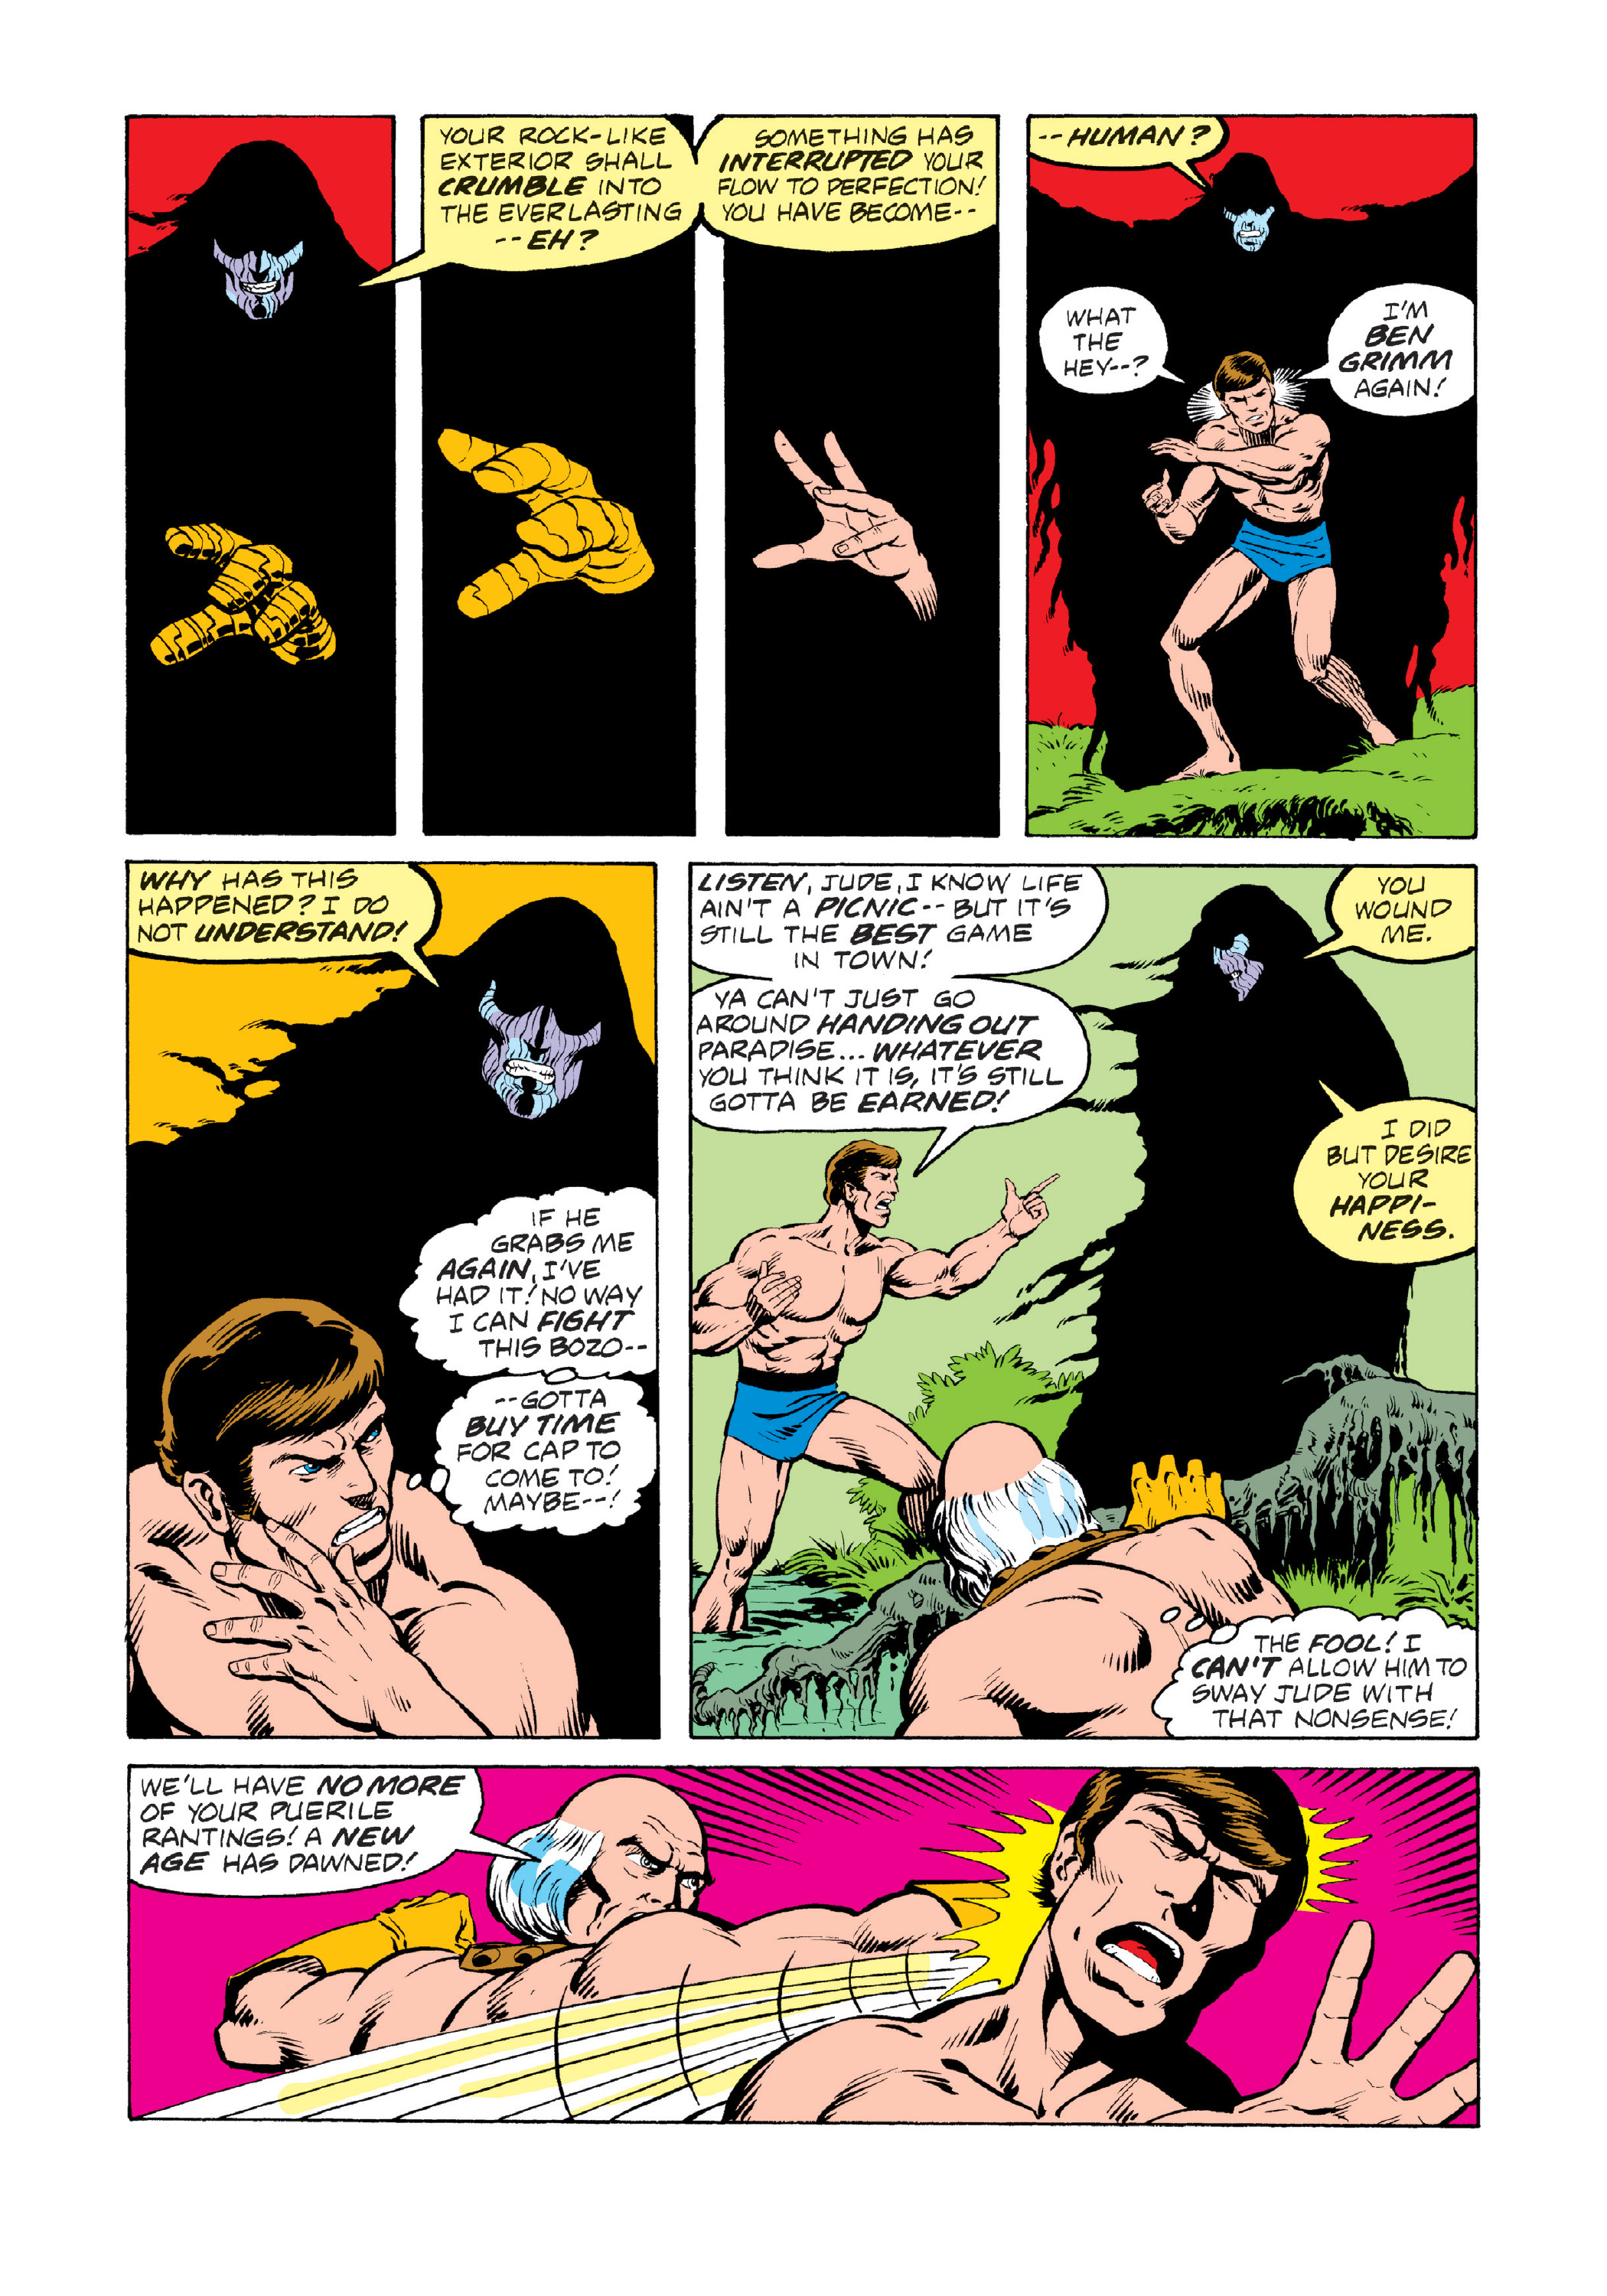 YOUR ROCK-LIKE
EXTERIOR SHALL
CRUMBLE INTO
THE EVERLASTING
--EH?
SOMETHING HAS
INTERRUPTED YOUR
FLOW TO PERFECTION!
YOU HAVE BECOME--
--HUMAN?
WHAT
THE
HEY--?
I'M
BEN
GRIMM
AGAIN!
WHY HAS THIS
HAPPENED? I DO
NOT UNDERSTAND!
IF HE
GRABS ME
AGAIN, I'VE
HAD IT! NO WAY
I CAN FIGHT
THIS BOZO--
--GOTTA
BUY TIME
FOR CAP TO
COME TO!
MAYBE--!
LISTEN, JUDE, I KNOW LIFE
AIN'T A PICNIC-- BUT IT'S
STILL THE BEST GAME
IN TOWN!
YA CAN'T JUST GO
AROUND HANDING OUT
PARADISE... WHATEVER
YOU THINK IT IS, IT'S STILL
GOTTA BE EARNED!
YOU
WOUND
ME.
I DID
BUT DESIRE
YOUR
HAPPI-
NESS.
THE FOOL! I
CAN'T ALLOW HIM TO
SWAY JUDE WITH
THAT NONSENSE!
WE'LL HAVE NO MORE
OF YOUR PUERILE
RANTINGS! A NEW
AGE HAS DAWNED!